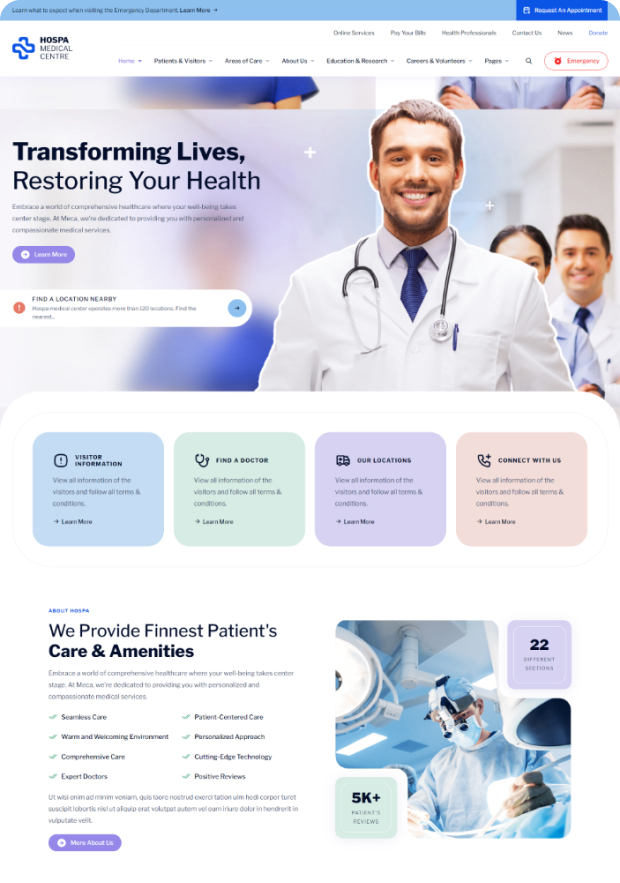 Learn what to expect when visiting the Emergency Department. Learn More →
Request An Appointment
HOSPA
MEDICAL
CENTRE
Online Services Pay Your Bills Health Professionals Contact Us News Donate
Home Patients & Visitors Areas of Care About Us Education & Research Careers & Volunteers Pages Emergency
Transforming Lives,
Restoring Your Health
Embrace a world of comprehensive healthcare where your well-being takes
center stage. At Meca, we're dedicated to providing you with personalized and
compassionate medical services.
Learn More
FIND A LOCATION NEARBY
Hospa medical center operates more than 120 locations. Find the
nearest...
VISITOR
INFORMATION
View all information of the
visitors and follow all terms &
conditions.
→ Learn More
FIND A DOCTOR
View all information of the
visitors and follow all terms &
conditions.
→ Learn More
OUR LOCATIONS
View all information of the
visitors and follow all terms &
conditions.
→ Learn More
CONNECT WITH US
View all information of the
visitors and follow all terms &
conditions.
→ Learn More
ABOUT HOSPA
We Provide Finnest Patient's
Care & Amenities
Embrace a world of comprehensive healthcare where your well-being takes center
stage. At Meca, we're dedicated to providing you with personalized and
compassionate medical services.
Seamless Care
Patient-Centered Care
Warm and Welcoming Environment
Personalized Approach
Comprehensive Care
Cutting-Edge Technology
Expert Doctors
Positive Reviews
Ut wisi enim ad minim veniam, quis laore nostrud exerci tation ulm hedi corper turet
suscipit lobortis nisl ut aliquip erat volutpat autem vel eum iriure dolor in hendrerit in
vulputate velit.
More About Us
22
DIFFERENT
SECTIONS
5K+
PATIENT'S
REVIEWS